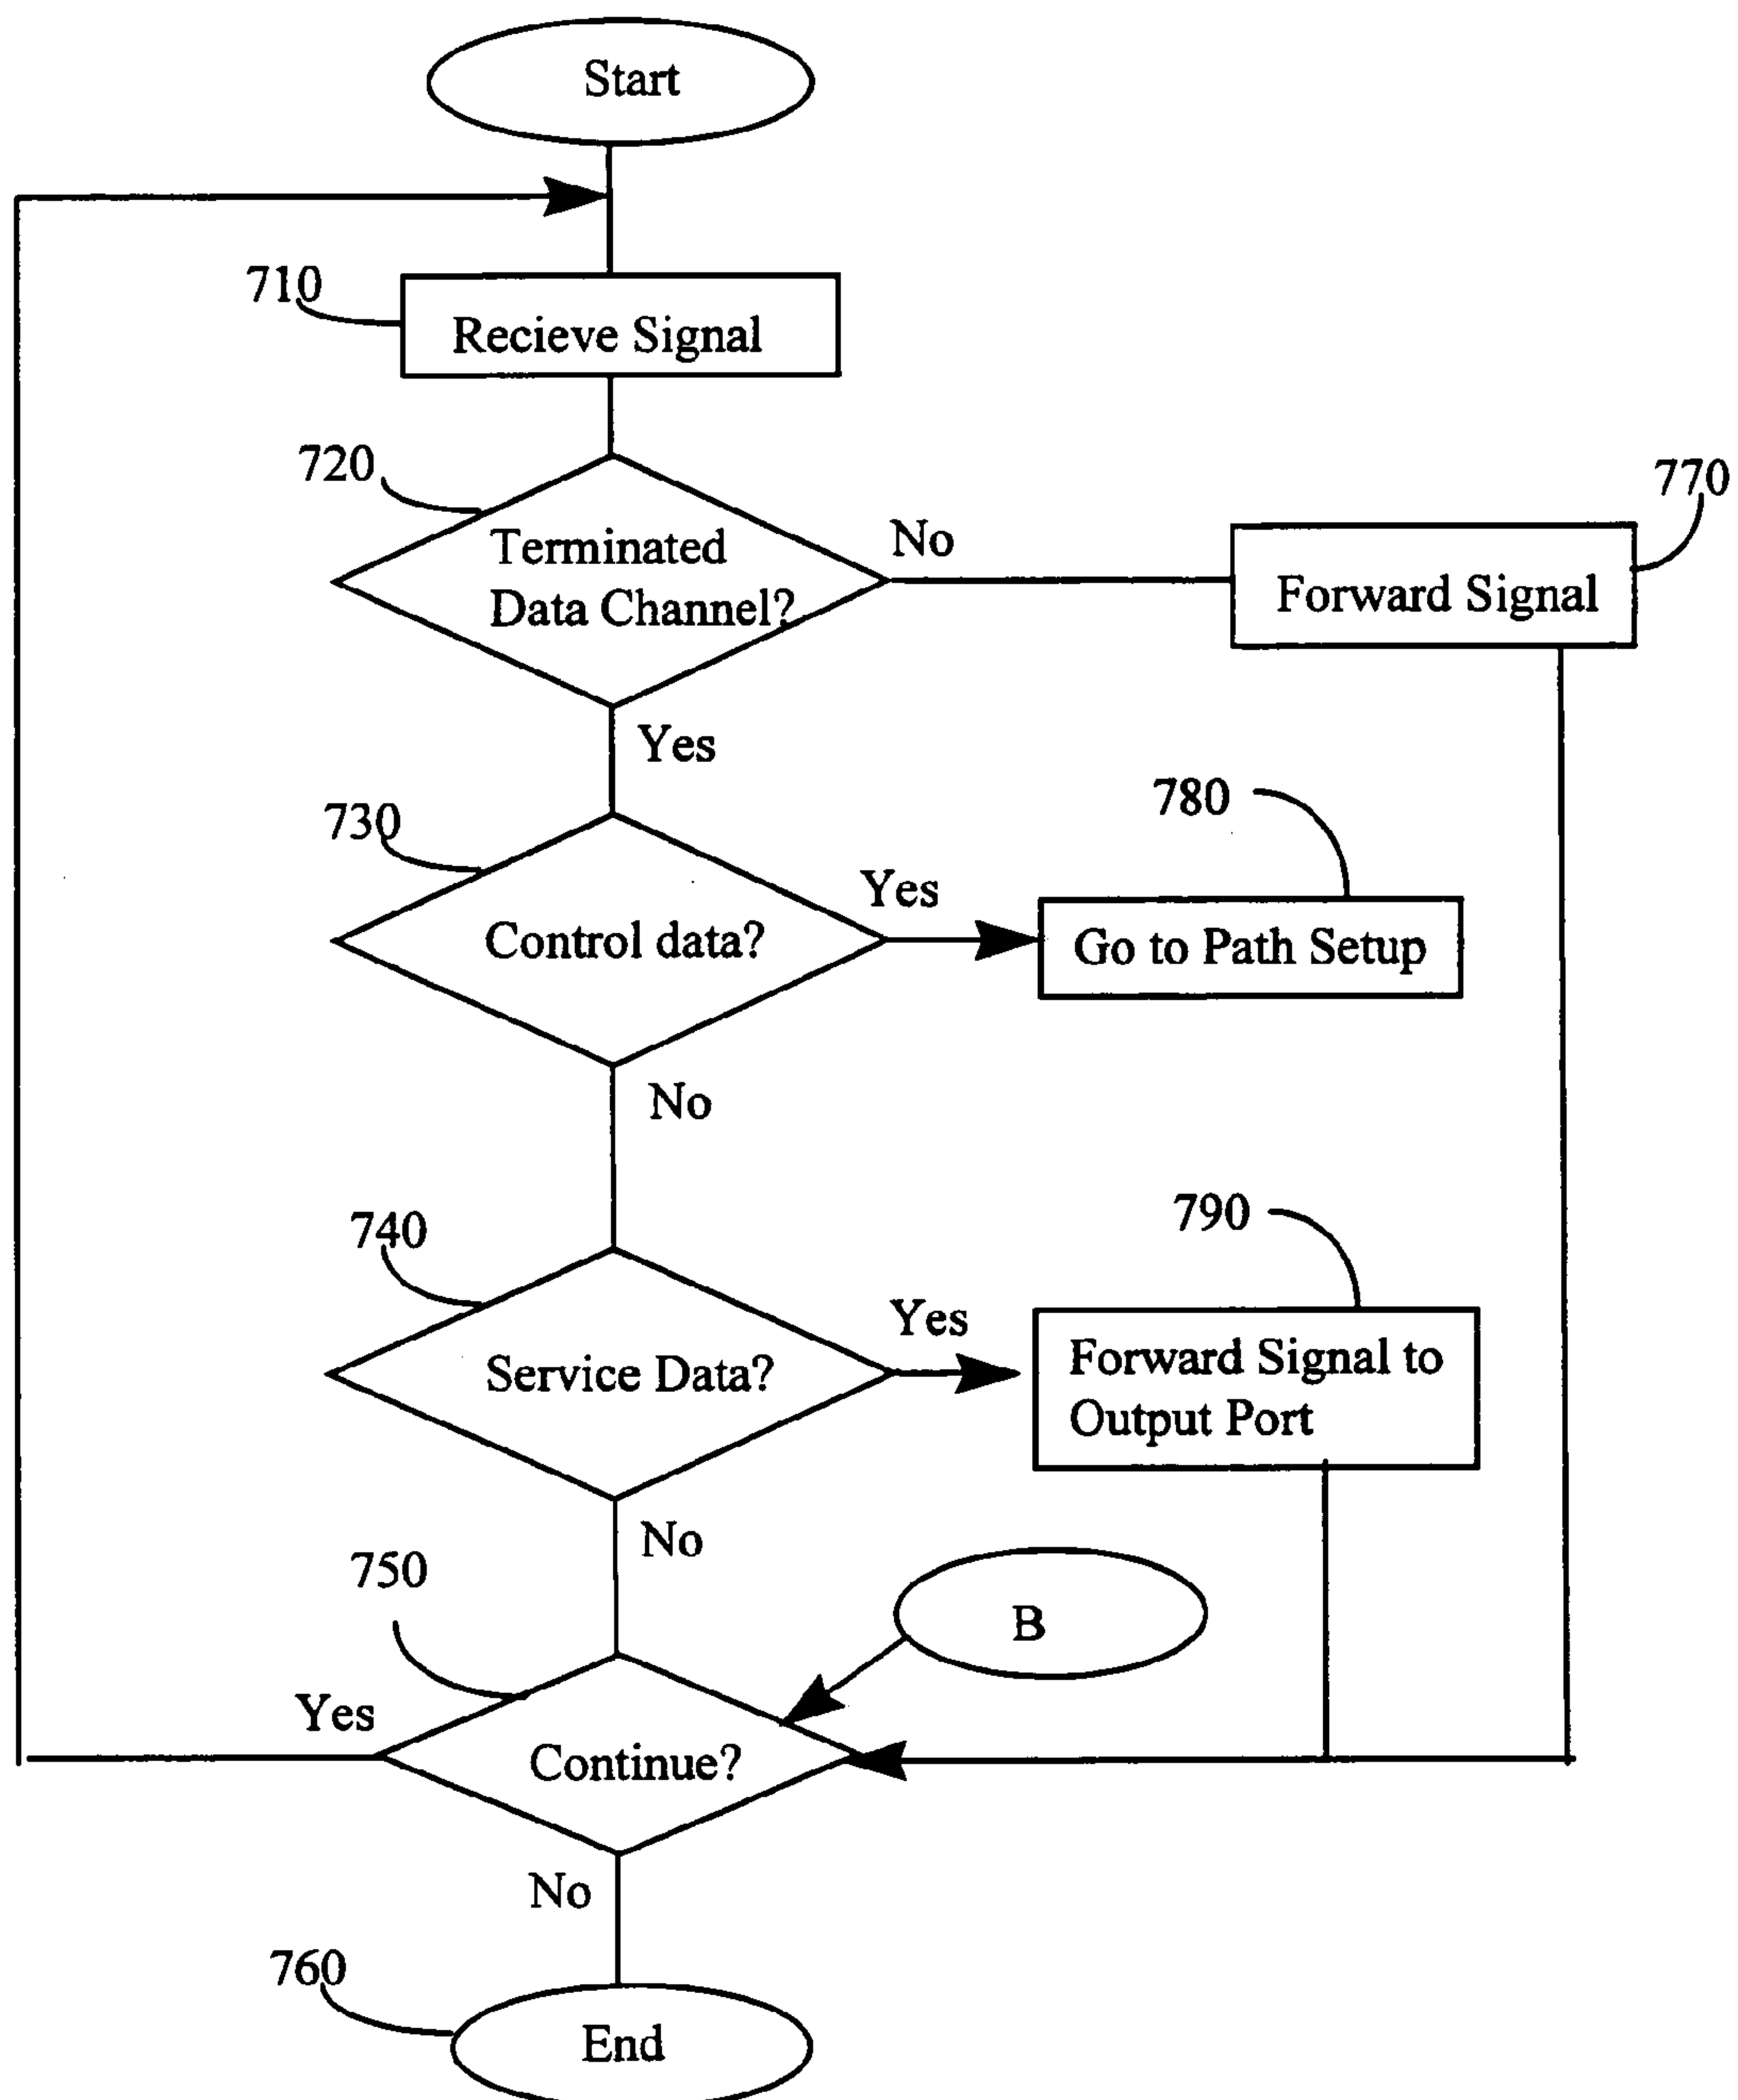 Start
710
Recieve Signal
720
Terminated
Data Channel?
No
770
Forward Signal
Yes
730
Control data?
Yes
780
Go to Path Setup
No
740
Service Data?
Yes
790
Forward Signal to
Output Port
No
750
B
Yes
Continue?
No
760
End